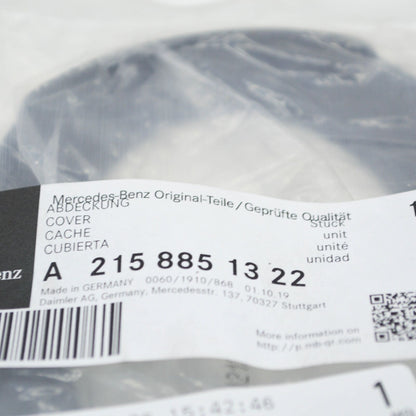 Mercedes-Benz Original-Teile/Geprüfte Qualität
ABDECKUNG Stück
COVER unit
CACHE unité
CUBIERTA unidad
A 215 885 13 22
Made in GERMANY 0060/1910/868 01.10.19
Daimler AG, Germany, Mercedesstr. 137, 70327 Stuttgart
More information on
http://p.mb-qr.com
enz
1
15:42:46